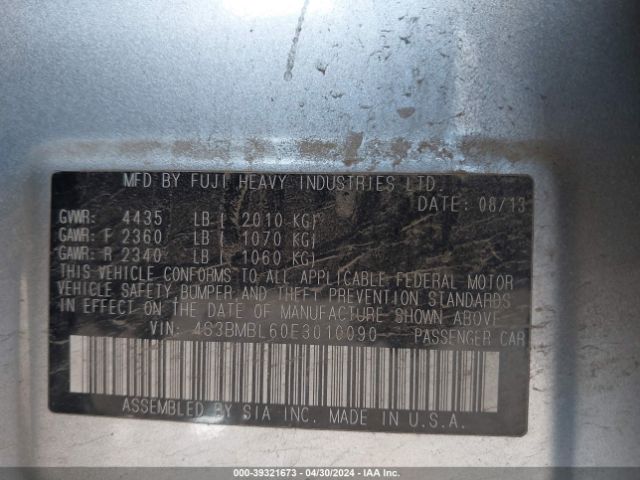 MFD BY FUJI HEAVY INDUSTRIES LTD.
DATE: 08/13
GVWR: 4435 LB ( 2010 KG)
GAWR: F 2360 LB ( 1070 KG)
GAWR: R 2340 LB ( 1060 KG)
THIS VEHICLE CONFORMS TO ALL APPLICABLE FEDERAL MOTOR
VEHICLE SAFETY BUMPER AND THEFT PREVENTION STANDARDS
IN EFFECT ON THE DATE OF MANUFACTURE SHOWN ABOVE.
VIN: 4S3BMBL60E3010090 PASSENGER CAR
ASSEMBLED BY SIA INC. MADE IN U.S.A.
000-39321673 - 04/30/2024 - IAA Inc.